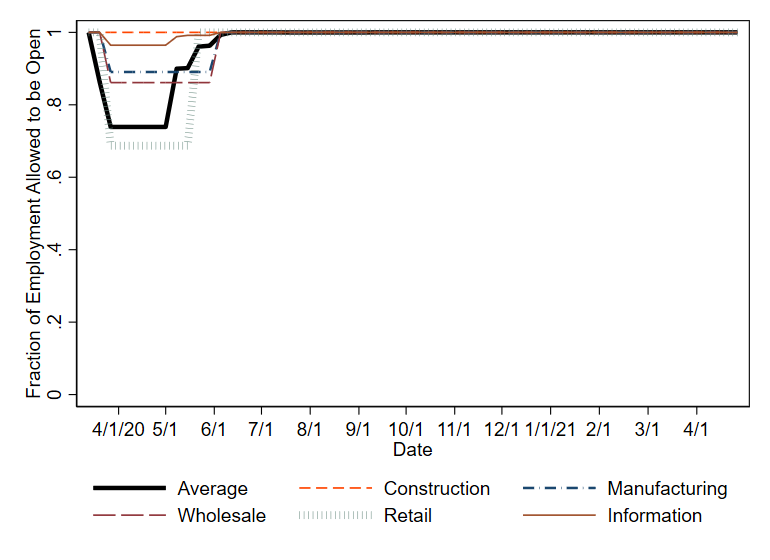 Fraction of Employment Allowed to be Open
1
.8
.6
.4
.2
0
4/1/20 5/1 6/1 7/1 8/1 9/1 10/1 11/1 12/1 1/1/21 2/1 3/1 4/1
Date
Average Construction Manufacturing
Wholesale Retail Information